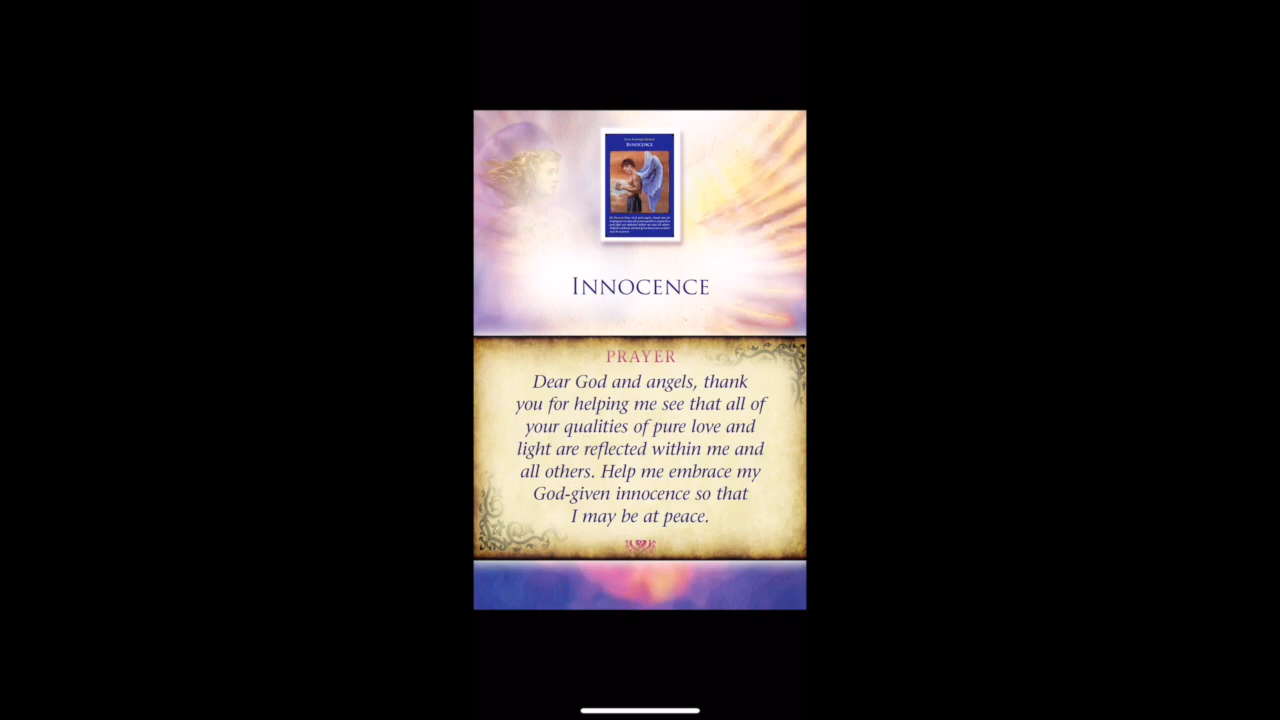 INNOCENCE
INNOCENCE
PRAYER
Dear God and angels, thank
you for helping me see that all of
your qualities of pure love and
light are reflected within me and
all others. Help me embrace my
God-given innocence so that
I may be at peace.